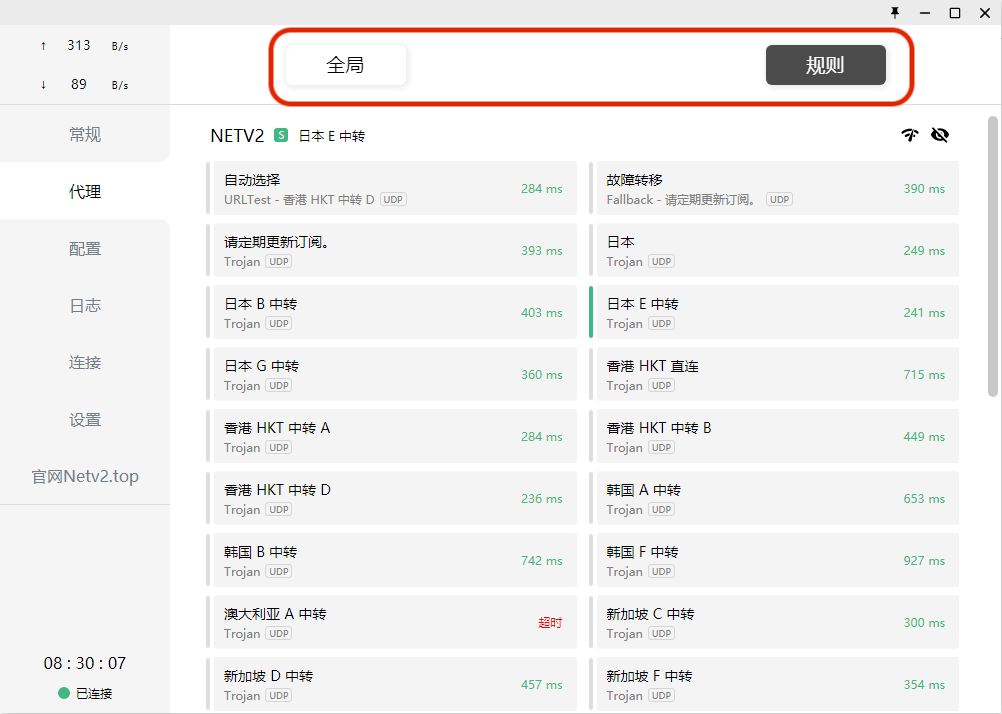 ↑ 313 B/s
↓ 89 B/s
常规
代理
配置
日志
连接
设置
官网Netv2.top
08 : 30 : 07
已连接
全局 规则
NETV2 S 日本 E 中转
自动选择 284 ms
URLTest - 香港 HKT 中转 D UDP
故障转移 390 ms
Fallback - 请定期更新订阅。 UDP
请定期更新订阅。 393 ms
Trojan UDP
日本 249 ms
Trojan UDP
日本 B 中转 403 ms
Trojan UDP
日本 E 中转 241 ms
Trojan UDP
日本 G 中转 360 ms
Trojan UDP
香港 HKT 直连 715 ms
Trojan UDP
香港 HKT 中转 A 284 ms
Trojan UDP
香港 HKT 中转 B 449 ms
Trojan UDP
香港 HKT 中转 D 236 ms
Trojan UDP
韩国 A 中转 653 ms
Trojan UDP
韩国 B 中转 742 ms
Trojan UDP
韩国 F 中转 927 ms
Trojan UDP
澳大利亚 A 中转 超时
Trojan UDP
新加坡 C 中转 300 ms
Trojan UDP
新加坡 D 中转 457 ms
Trojan UDP
新加坡 F 中转 354 ms
Trojan UDP